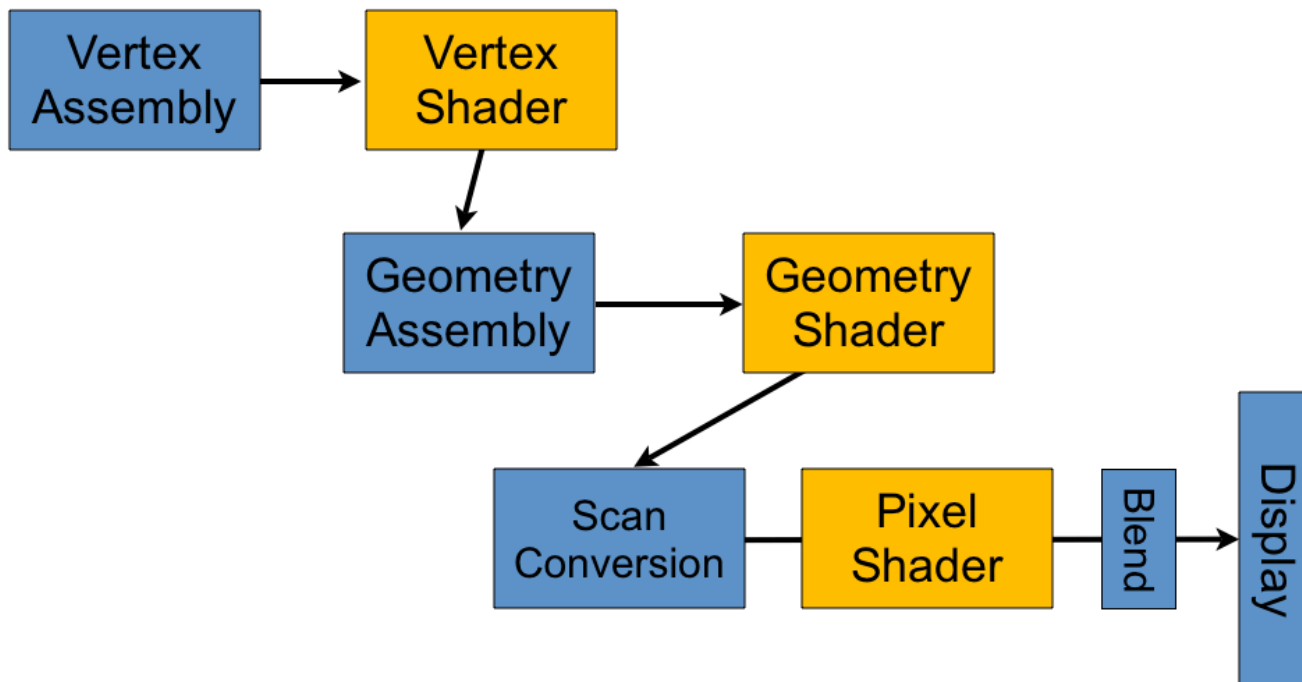 Vertex
Assembly
Vertex
Shader
Geometry
Assembly
Geometry
Shader
Scan
Conversion
Pixel
Shader
Blend
Display